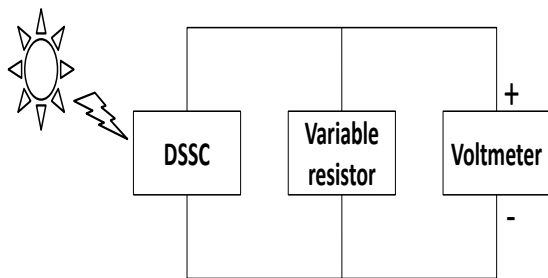 +
DSSC
Variable
resistor
Voltmeter
-